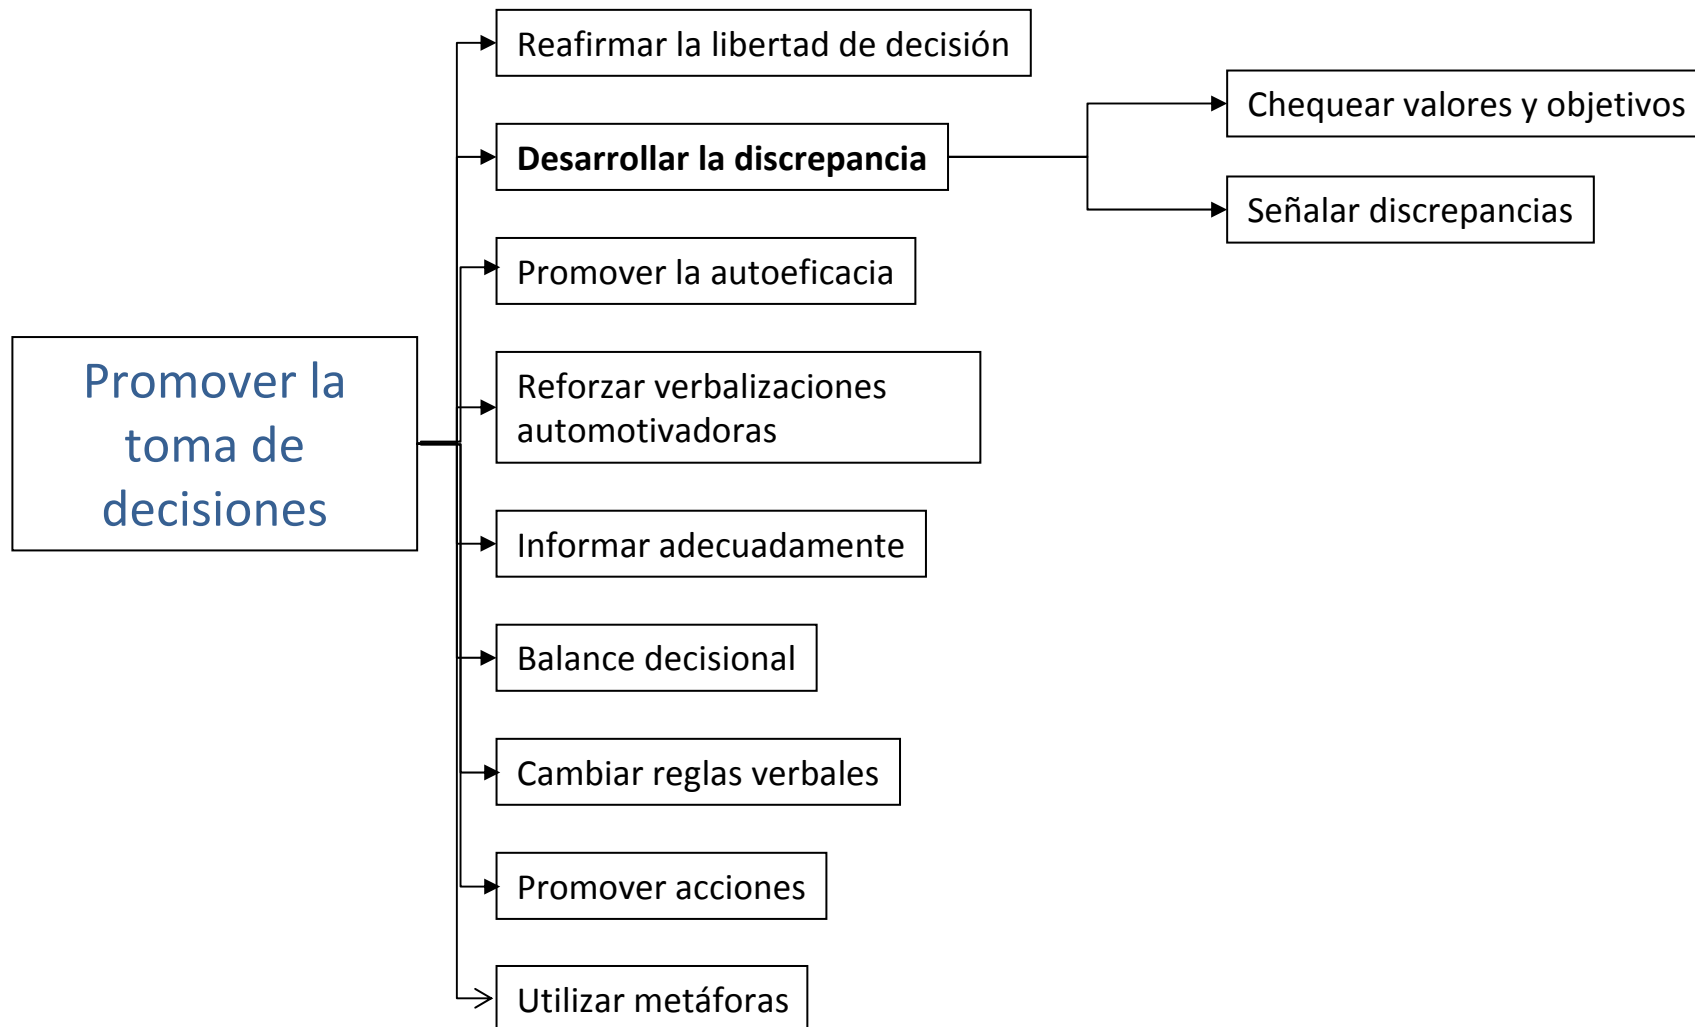 Reafirmar la libertad de decisión
Chequear valores y objetivos
Desarrollar la discrepancia
Señalar discrepancias
Promover la autoeficacia
Promover la
toma de
decisiones
Reforzar verbalizaciones
automotivadoras
Informar adecuadamente
Balance decisional
Cambiar reglas verbales
Promover acciones
Utilizar metáforas